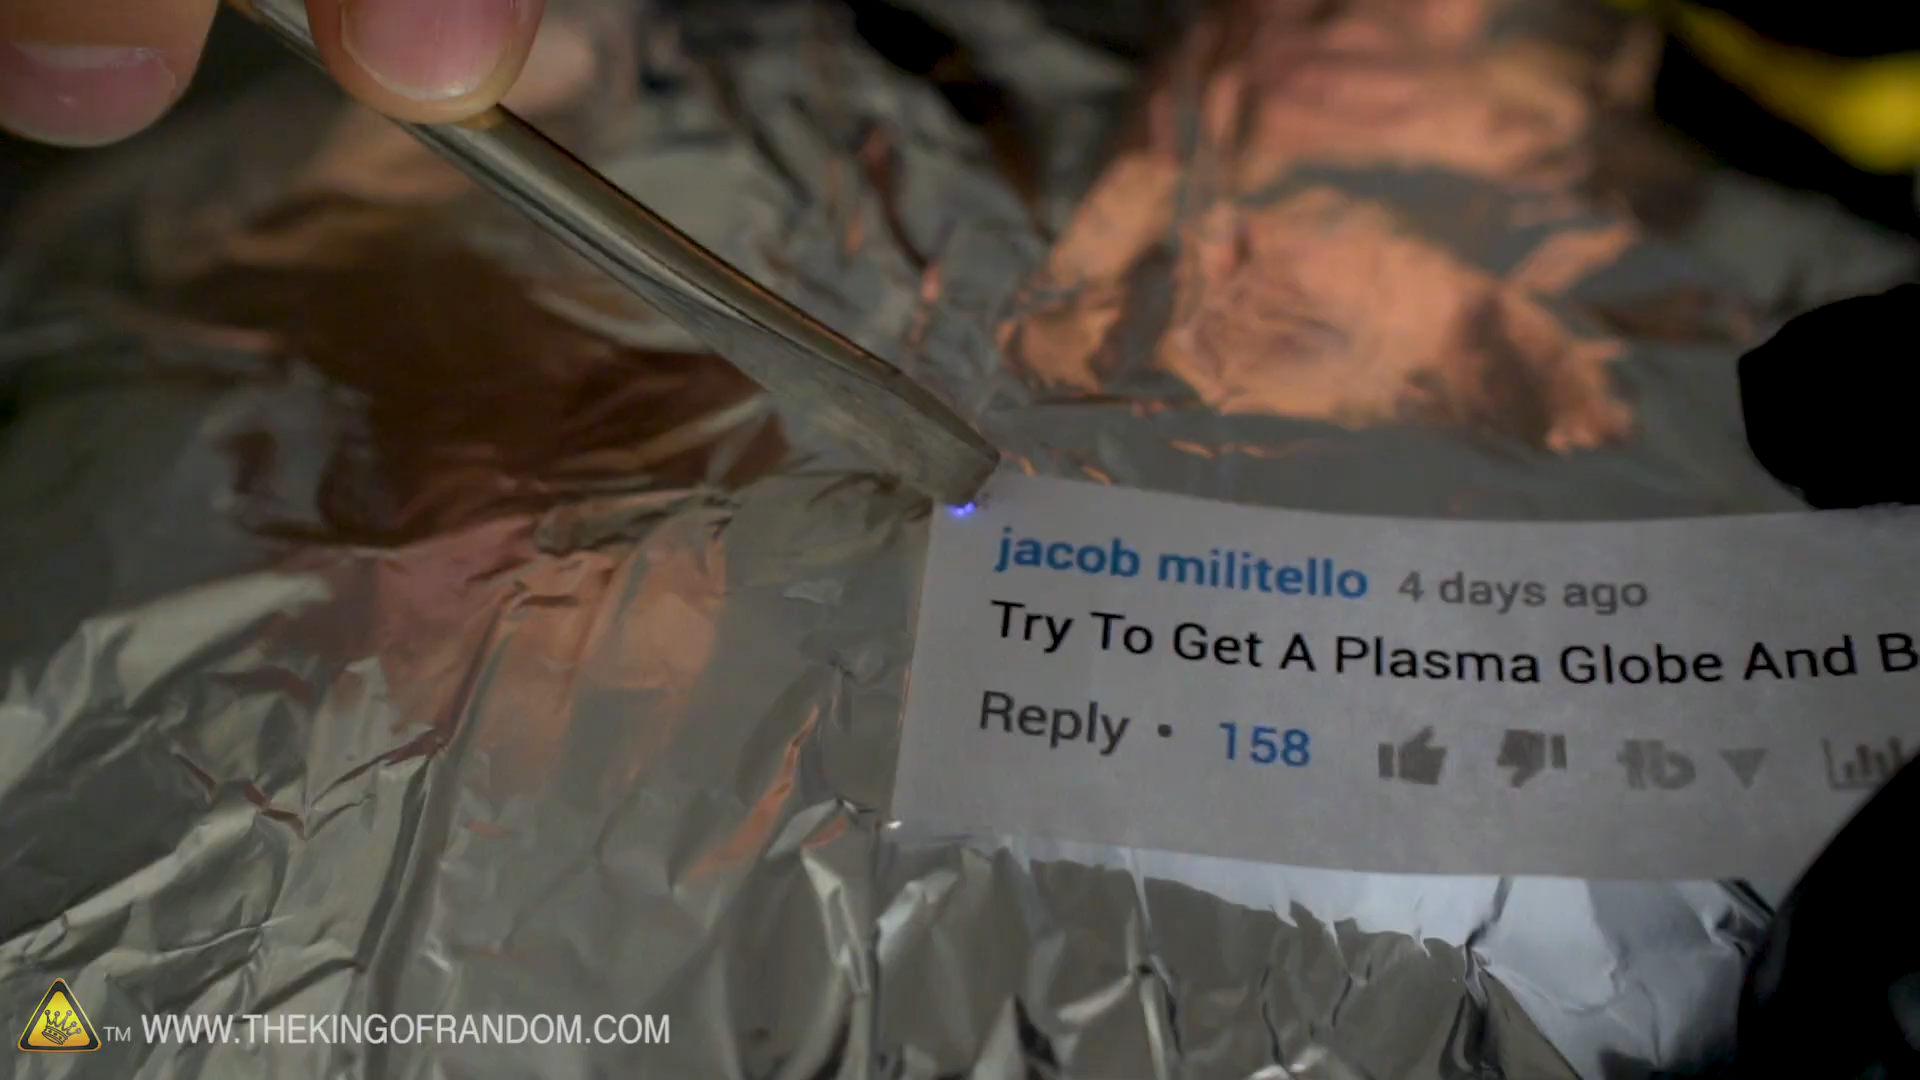 jacob militello 4 days ago
Try To Get A Plasma Globe And B
Reply • 158
TM WWW.THEKINGOFRANDOM.COM